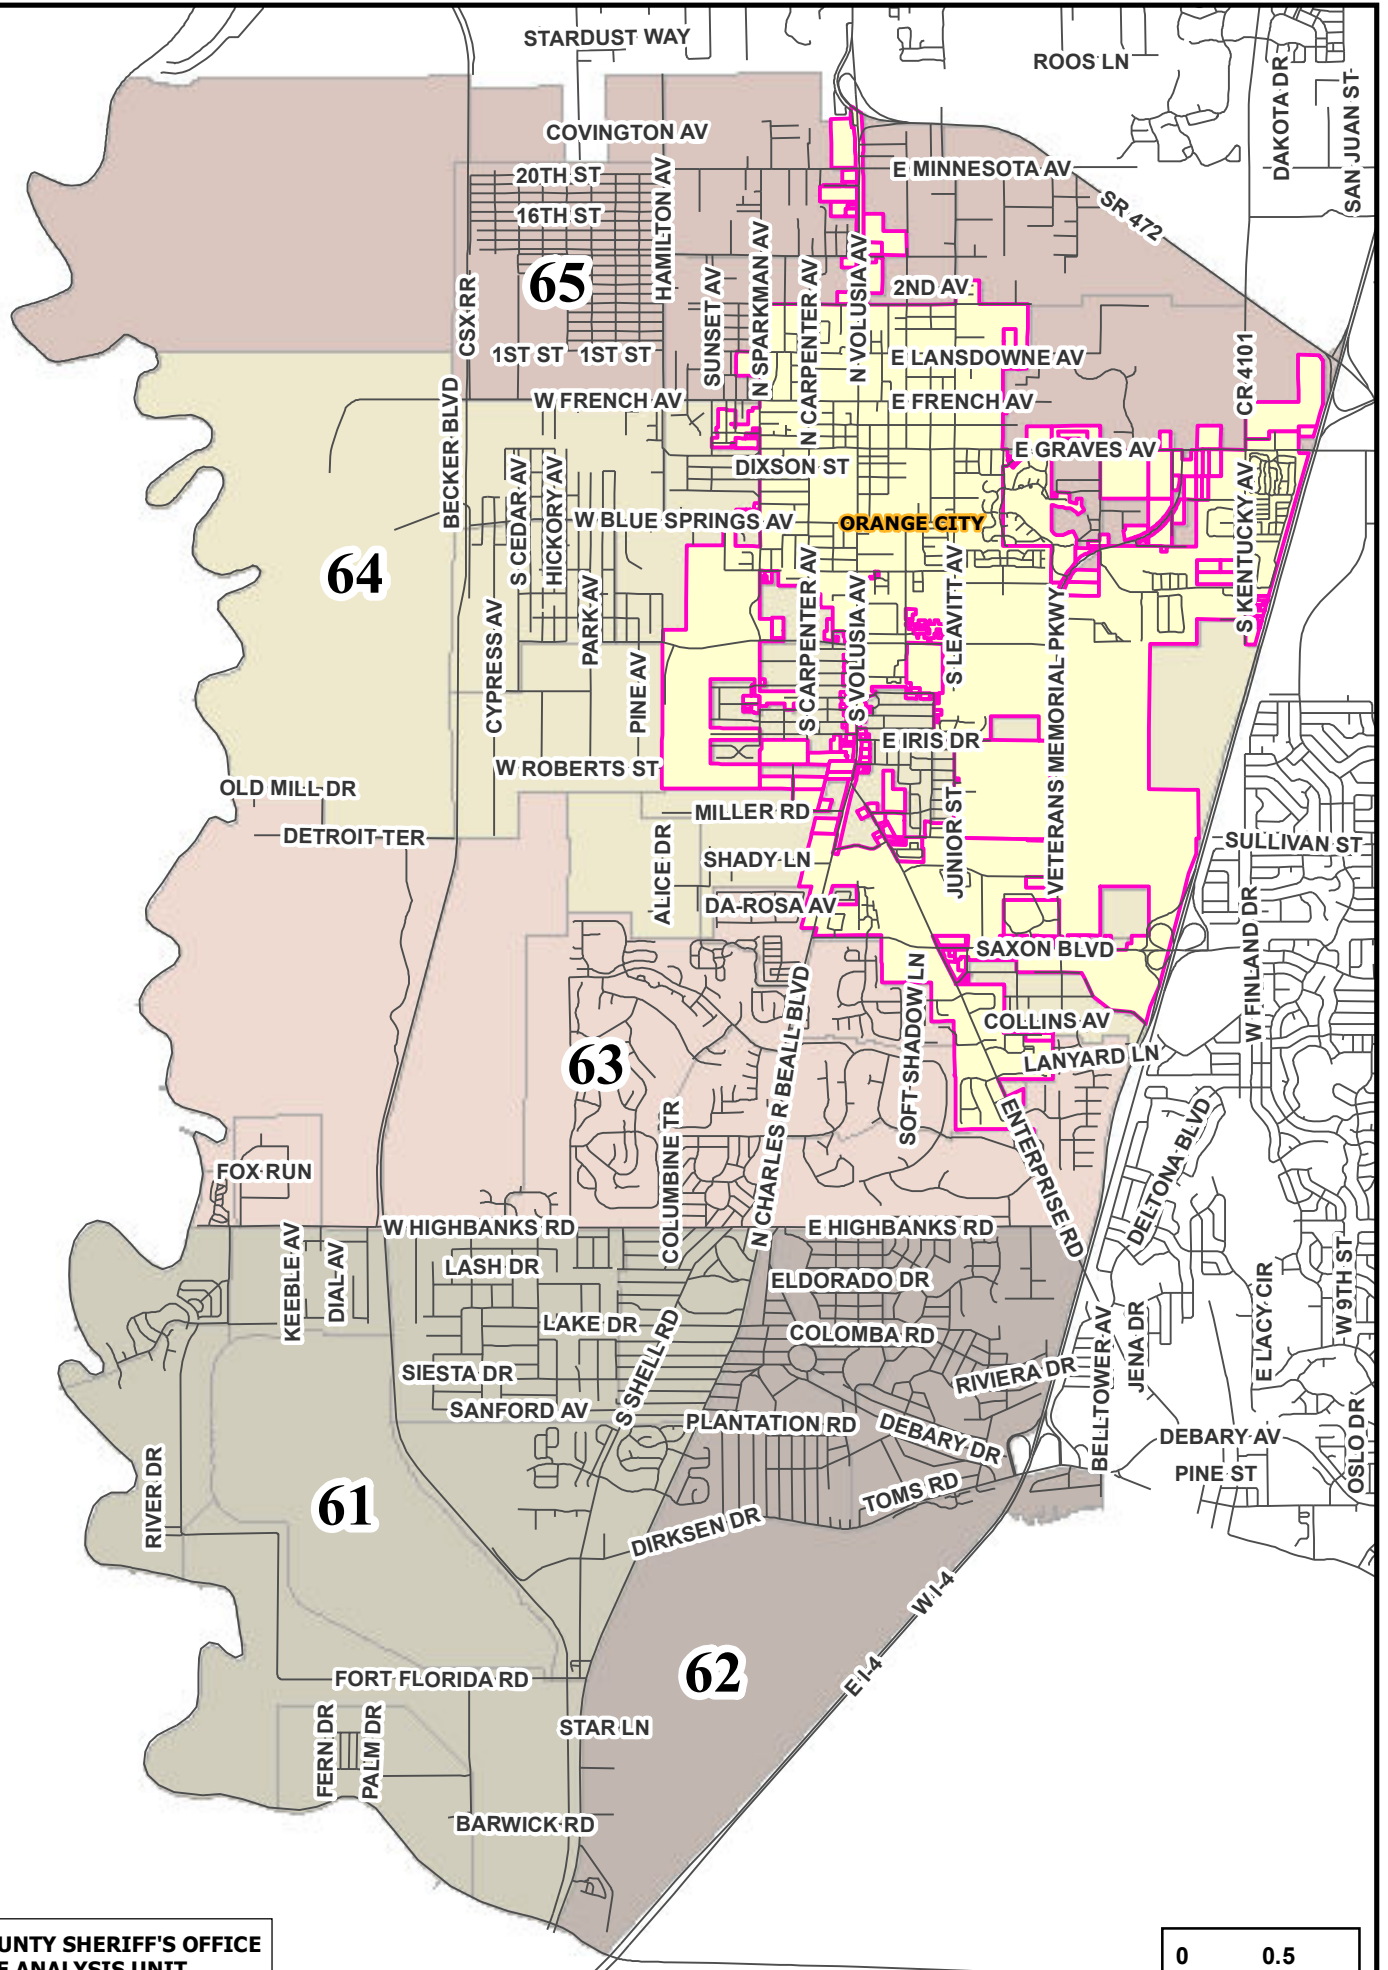 STARDUST WAY
ROOS LN
DAKOTA DR
SAN JUAN ST
COVINGTON AV
20TH ST
E MINNESOTA AV
16TH ST
HAMILTON AV
SR 472
N SPARKMAN AV
N CARPENTER AV
N VOLUSIA AV
65
SUNSET AV
2ND AV
CSX RR
1ST ST
1ST ST
E LANSDOWNE AV
CR 4101
BECKER BLVD
W FRENCH AV
E FRENCH AV
E GRAVES AV
DIXSON ST
S CEDAR AV
HICKORY AV
W BLUE SPRINGS AV
ORANGE CITY
S KENTUCKY AV
64
CYPRESS AV
PARK AV
PINE AV
S CARPENTER AV
S VOLUSIA AV
S LEAVITT AV
VETERANS MEMORIAL PKWY
E IRIS DR
W ROBERTS ST
OLD MILL DR
MILLER RD
JUNIOR ST
DETROIT TER
ALICE DR
SHADY LN
SULLIVAN ST
DA-ROSA AV
W FINLAND DR
SAXON BLVD
SOFT SHADOW LN
COLLINS AV
63
N CHARLES R BEALL BLVD
LANYARD LN
COLUMBINE TR
ENTERPRISE RD
DELTONA BLVD
FOX RUN
W HIGHBANKS RD
E HIGHBANKS RD
KEEBLE AV
DIAL AV
LASH DR
ELDORADO DR
W 9TH ST
E LACY CIR
LAKE DR
COLOMBA RD
S SHELL RD
BELLTOWER AV
JENA DR
SIESTA DR
RIVIERA DR
SANFORD AV
PLANTATION RD
DEBARY DR
DEBARY AV
OSLO DR
PINE ST
RIVER DR
61
TOMS RD
DIRKSEN DR
W I-4
62
E I-4
FORT FLORIDA RD
FERN DR
PALM DR
STAR LN
BARWICK RD
UNTY SHERIFF'S OFFICE
E ANALYSIS UNIT
0 0.5